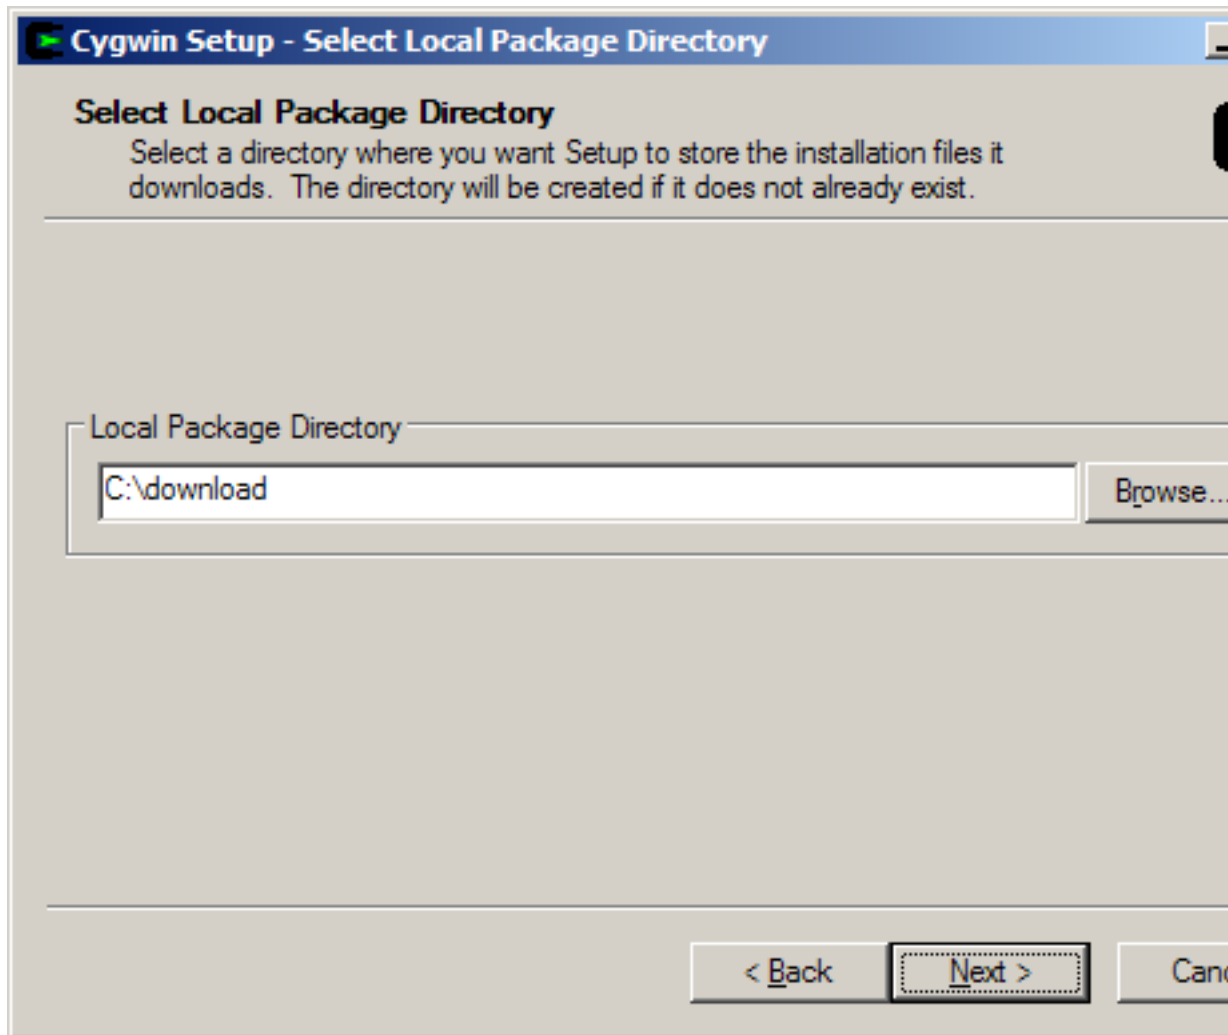 Cygwin Setup - Select Local Package Directory
Select Local Package Directory
Select a directory where you want Setup to store the installation files it
downloads.  The directory will be created if it does not already exist.
Local Package Directory
C:\download
Browse...
< Back
Next >